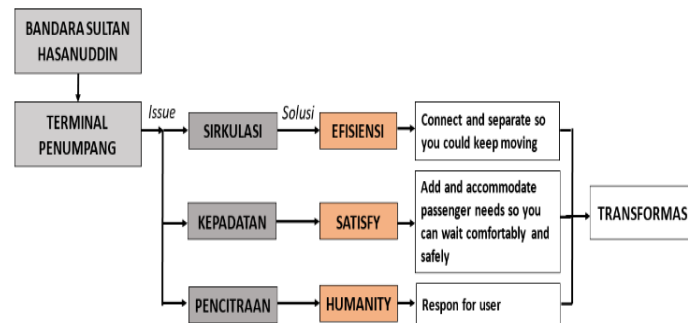 BANDARA SULTAN
HASANUDDIN
TERMINAL
PENUMPANG
Issue
SIRKULASI
Solusi
EFISIENSI
Connect and separate so
you could keep moving
KEPADATAN
SATISFY
Add and accommodate
passenger needs so you
can wait comfortably and
safely
TRANSFORMAS
PENCITRAAN
HUMANITY
Respon for user